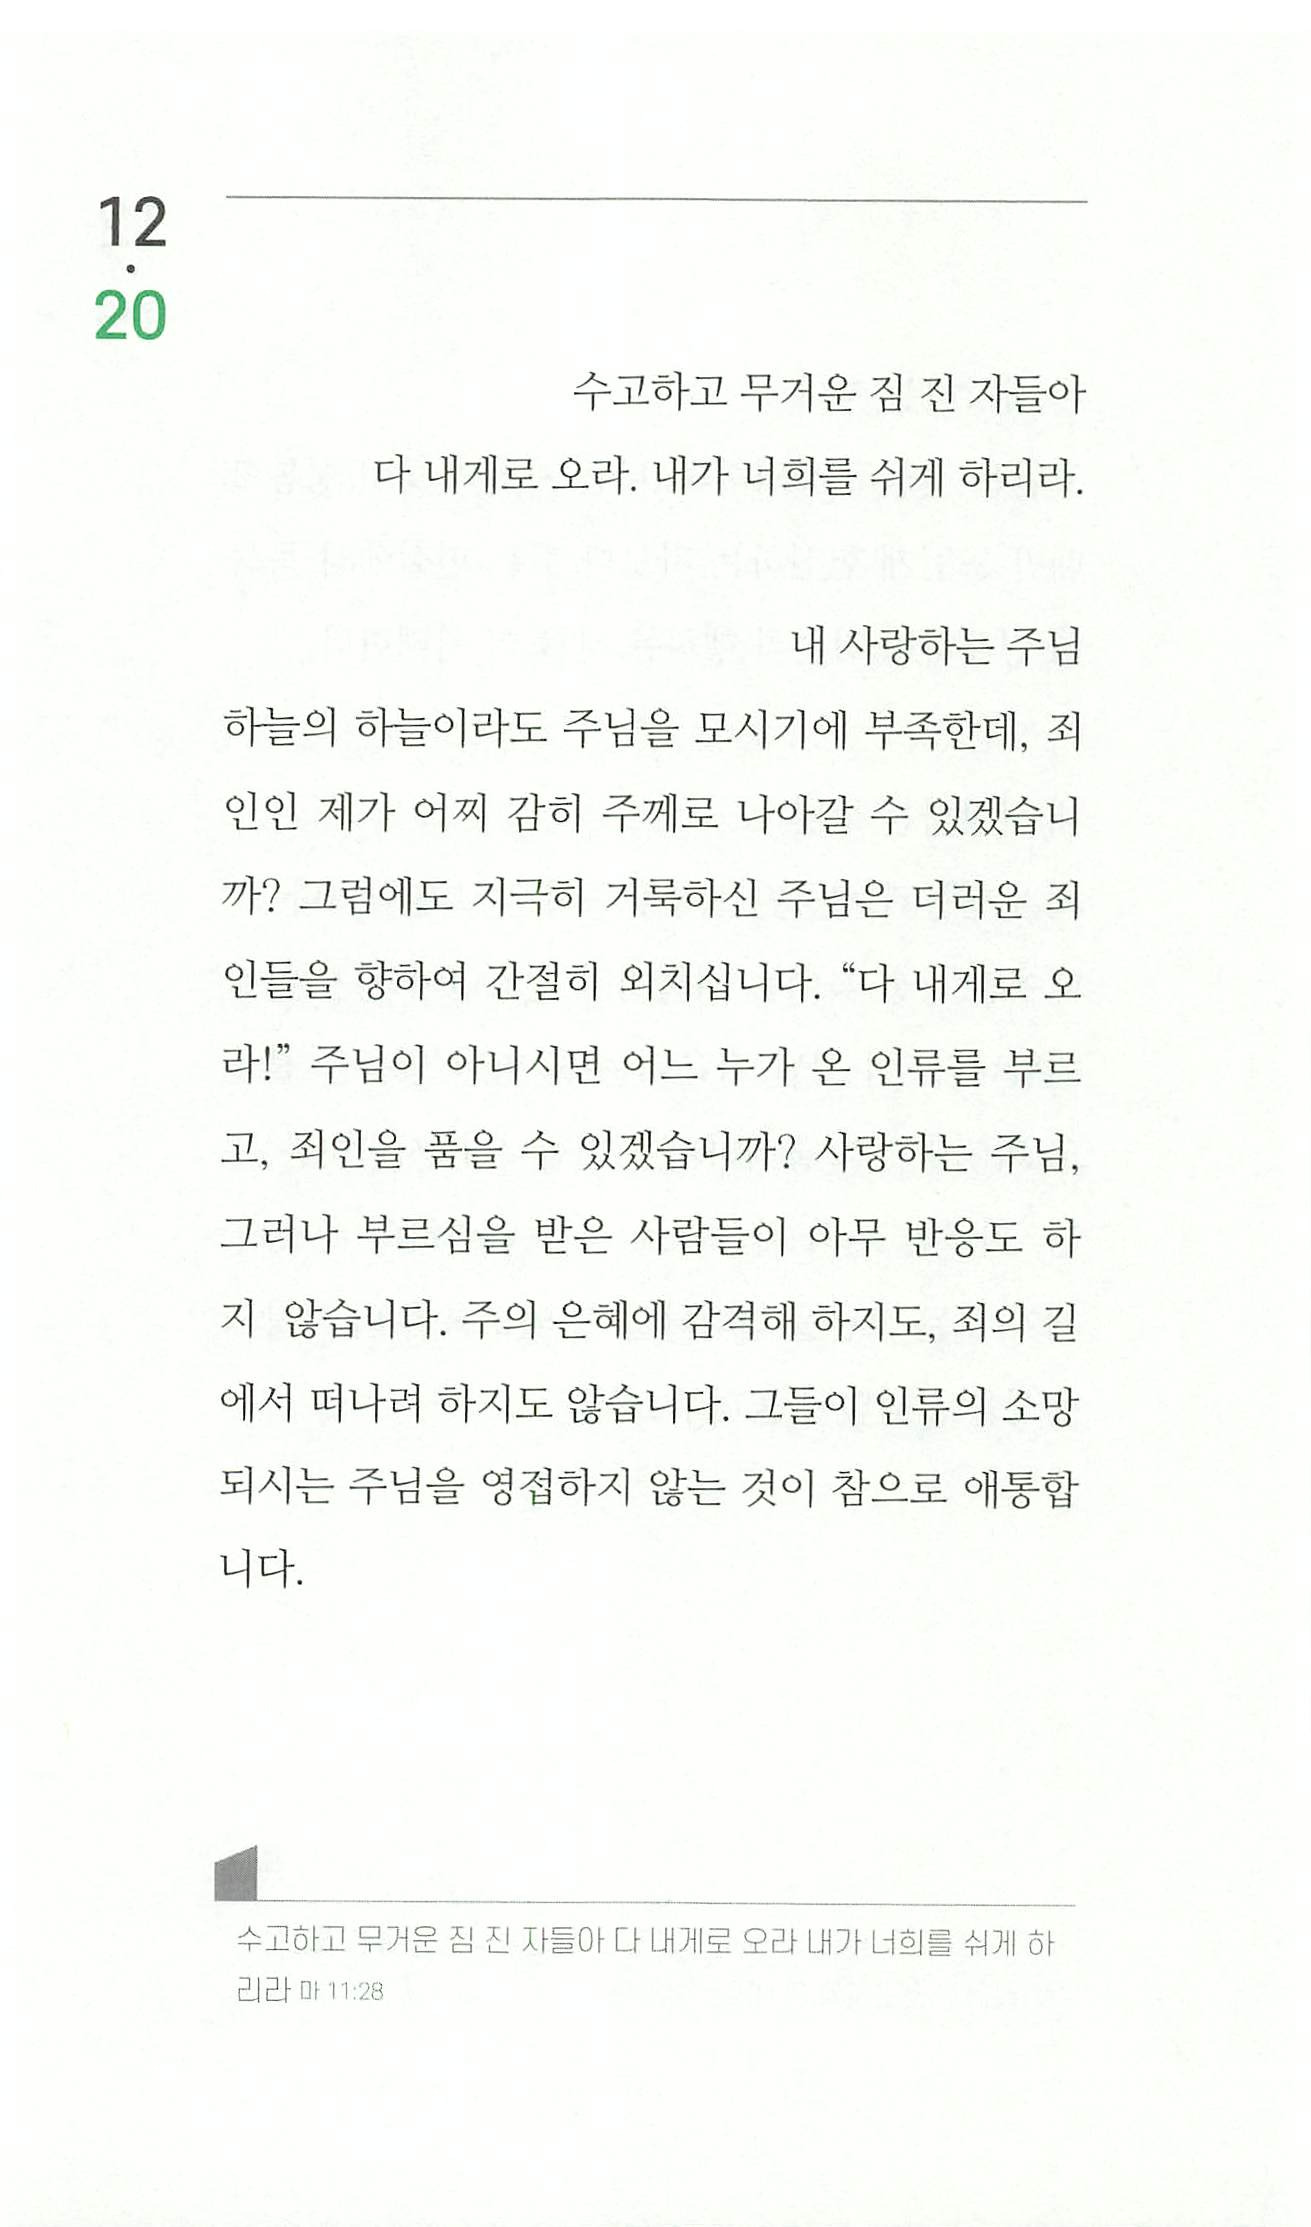 12
·
20
수고하고 무거운 짐 진 자들아
다 내게로 오라. 내가 너희를 쉬게 하리라.
내 사랑하는 주님
하늘의 하늘이라도 주님을 모시기에 부족한데, 죄
인인 제가 어찌 감히 주께로 나아갈 수 있겠습니
까? 그럼에도 지극히 거룩하신 주님은 더러운 죄
인들을 향하여 간절히 외치십니다. “다 내게로 오
라!” 주님이 아니시면 어느 누가 온 인류를 부르
고, 죄인을 품을 수 있겠습니까? 사랑하는 주님,
그러나 부르심을 받은 사람들이 아무 반응도 하
지 않습니다. 주의 은혜에 감격해 하지도, 죄의 길
에서 떠나려 하지도 않습니다. 그들이 인류의 소망
되시는 주님을 영접하지 않는 것이 참으로 애통합
니다.
수고하고 무거운 짐 진 자들아 다 내게로 오라 내가 너희를 쉬게 하
리라 마 11:28